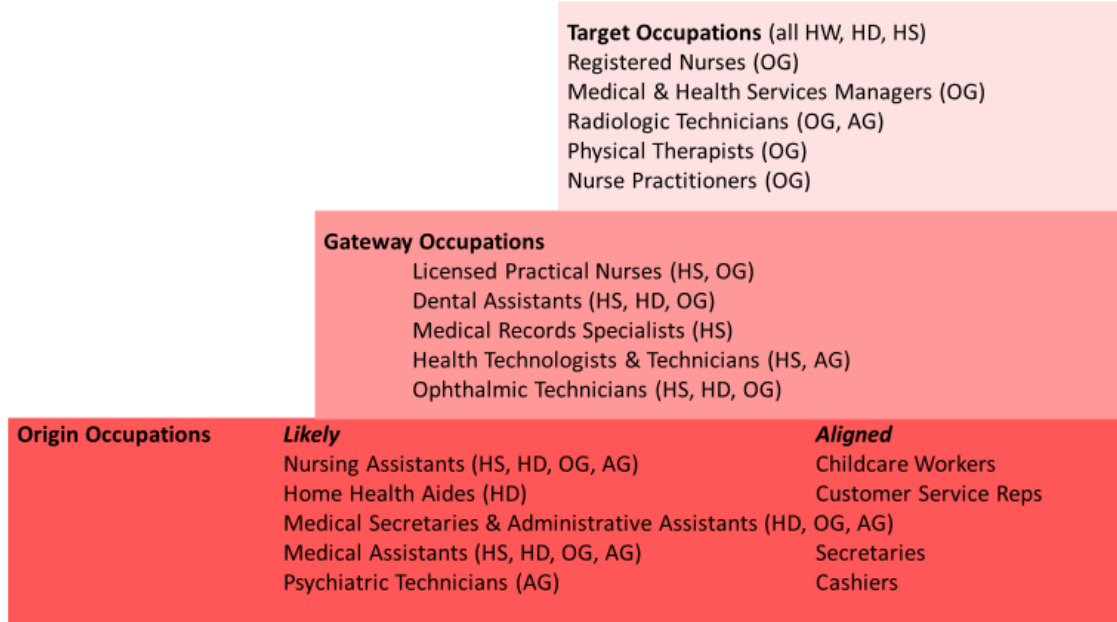 Target Occupations (all HW, HD, HS)
Registered Nurses (OG)
Medical & Health Services Managers (OG)
Radiologic Technicians (OG, AG)
Physical Therapists (OG)
Nurse Practitioners (OG)
Gateway Occupations
Licensed Practical Nurses (HS, OG)
Dental Assistants (HS, HD, OG)
Medical Records Specialists (HS)
Health Technologists & Technicians (HS, AG)
Ophthalmic Technicians (HS, HD, OG)
Origin Occupations Likely Aligned
Nursing Assistants (HS, HD, OG, AG) Childcare Workers
Home Health Aides (HD) Customer Service Reps
Medical Secretaries & Administrative Assistants (HD, OG, AG)
Medical Assistants (HS, HD, OG, AG) Secretaries
Psychiatric Technicians (AG) Cashiers